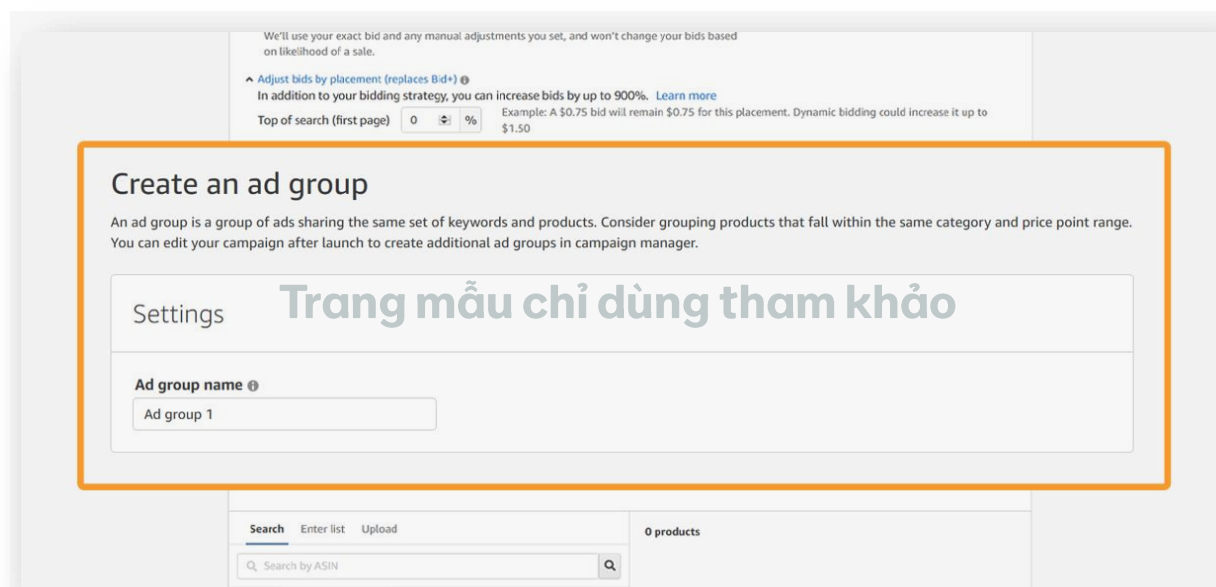 We'll use your exact bid and any manual adjustments you set, and won't change your bids based
on likelihood of a sale.
Adjust bids by placement (replaces Bid+)
In addition to your bidding strategy, you can increase bids by up to 900%. Learn more
Top of search (first page) 0 % Example: A $0.75 bid will remain $0.75 for this placement. Dynamic bidding could increase it up to
$1.50
Create an ad group
An ad group is a group of ads sharing the same set of keywords and products. Consider grouping products that fall within the same category and price point range.
You can edit your campaign after launch to create additional ad groups in campaign manager.
Trang mẫu chỉ dùng tham khảo
Settings
Ad group name
Ad group 1
Search Enter list Upload
0 products
Search by ASIN